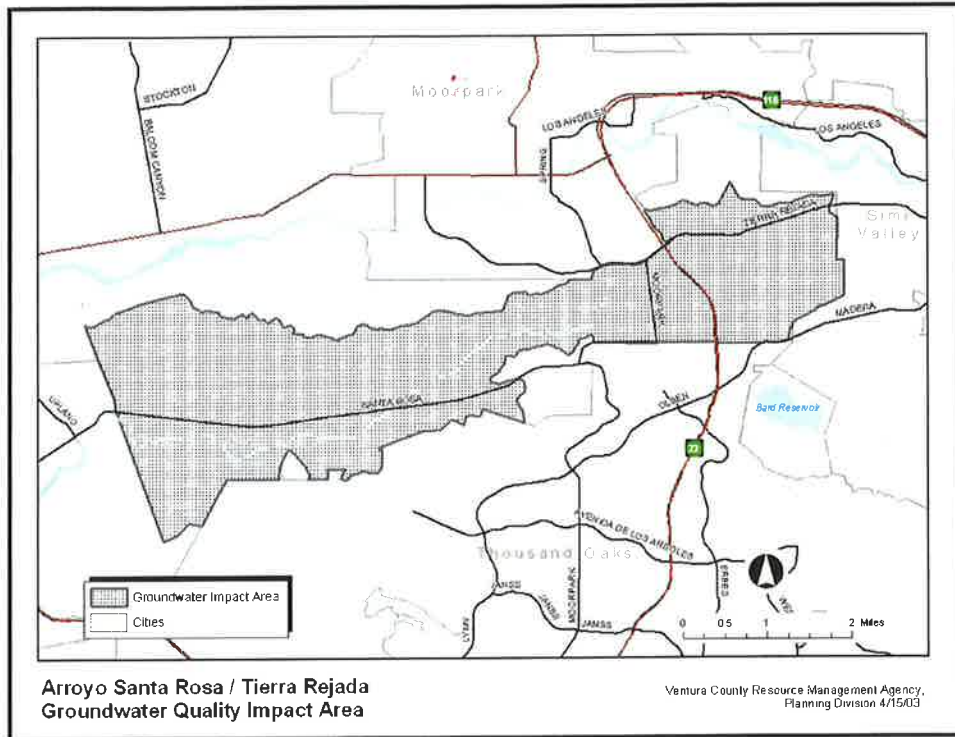 STOCKTON
BALCOM CANYON
Moorpark
LOS ANGELES
118
LOS ANGELES
SPRING
TIERRA REJADA
Simi
Valley
MOORPARK
MADERA
SANTA ROSA
UPLAND
OLSEN
Bard Reservoir
23
AVENIDA DE LOS ARBOLES
Thousand Oaks
ERBES
JANSS
JANSS
MOORPARK
JANSS
LYNN
Groundwater Impact Area
Cities
0 0.5 1 2 Miles
Arroyo Santa Rosa / Tierra Rejada
Groundwater Quality Impact Area
Ventura County Resource Management Agency,
Planning Division 4/15/03